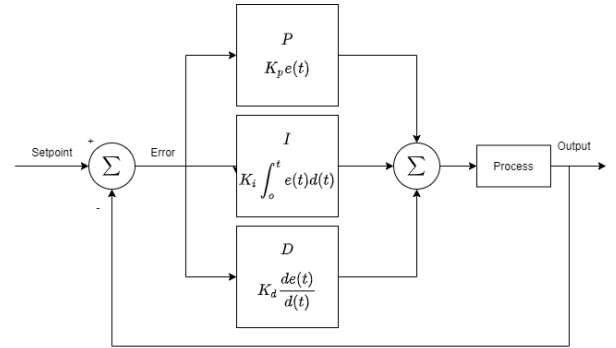 P
K_p e(t)
+
Setpoint
Σ
Error
I
K_i ∫_o^t e(t)d(t)
Σ
Process
Output
-
D
K_d de(t)/d(t)